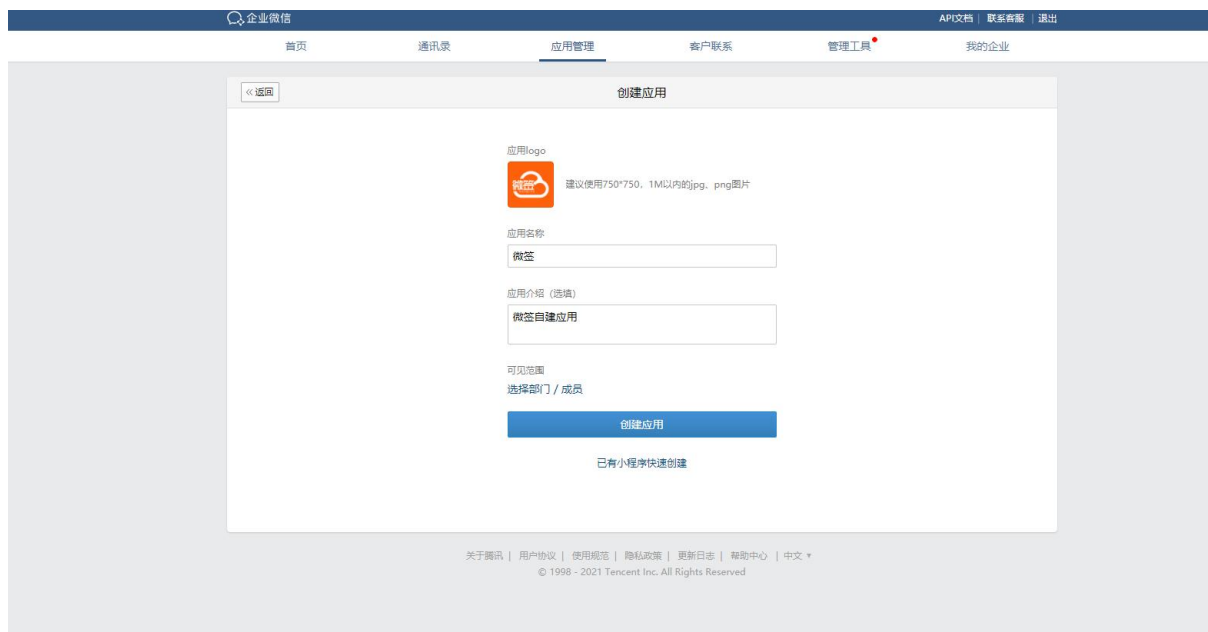 企业微信
API文档 | 联系客服 | 退出
首页 通讯录 应用管理 客户联系 管理工具 我的企业
« 返回
创建应用
应用logo
微签
建议使用750*750，1M以内的jpg、png图片
应用名称
微签
应用介绍（选填）
微签自建应用
可见范围
选择部门 / 成员
创建应用
已有小程序快速创建
关于腾讯 | 用户协议 | 使用规范 | 隐私政策 | 更新日志 | 帮助中心 | 中文
© 1998 - 2021 Tencent Inc. All Rights Reserved